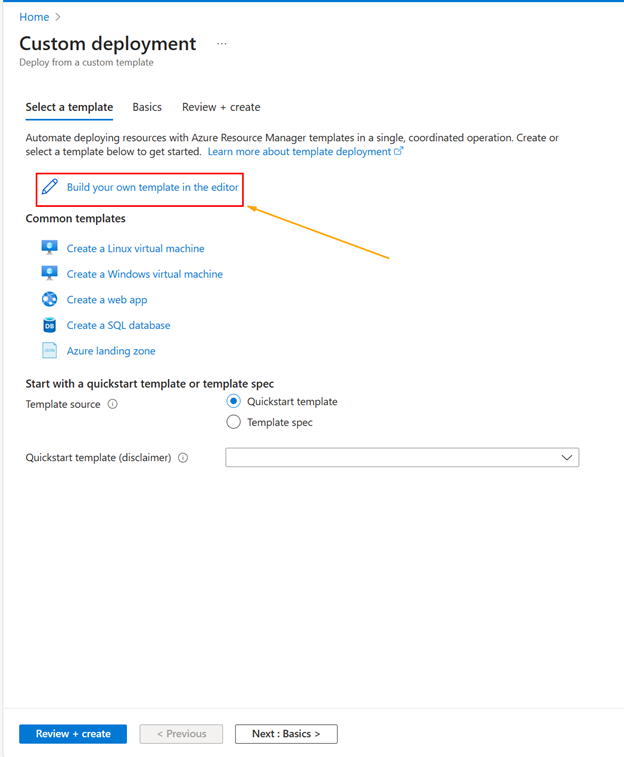 Home >
Custom deployment ...
Deploy from a custom template
Select a template Basics Review + create
Automate deploying resources with Azure Resource Manager templates in a single, coordinated operation. Create or
select a template below to get started. Learn more about template deployment
Build your own template in the editor
Common templates
Create a Linux virtual machine
Create a Windows virtual machine
Create a web app
DB Create a SQL database
Azure landing zone
Start with a quickstart template or template spec
Template source Quickstart template
Template spec
Quickstart template (disclaimer)
Review + create < Previous Next : Basics >